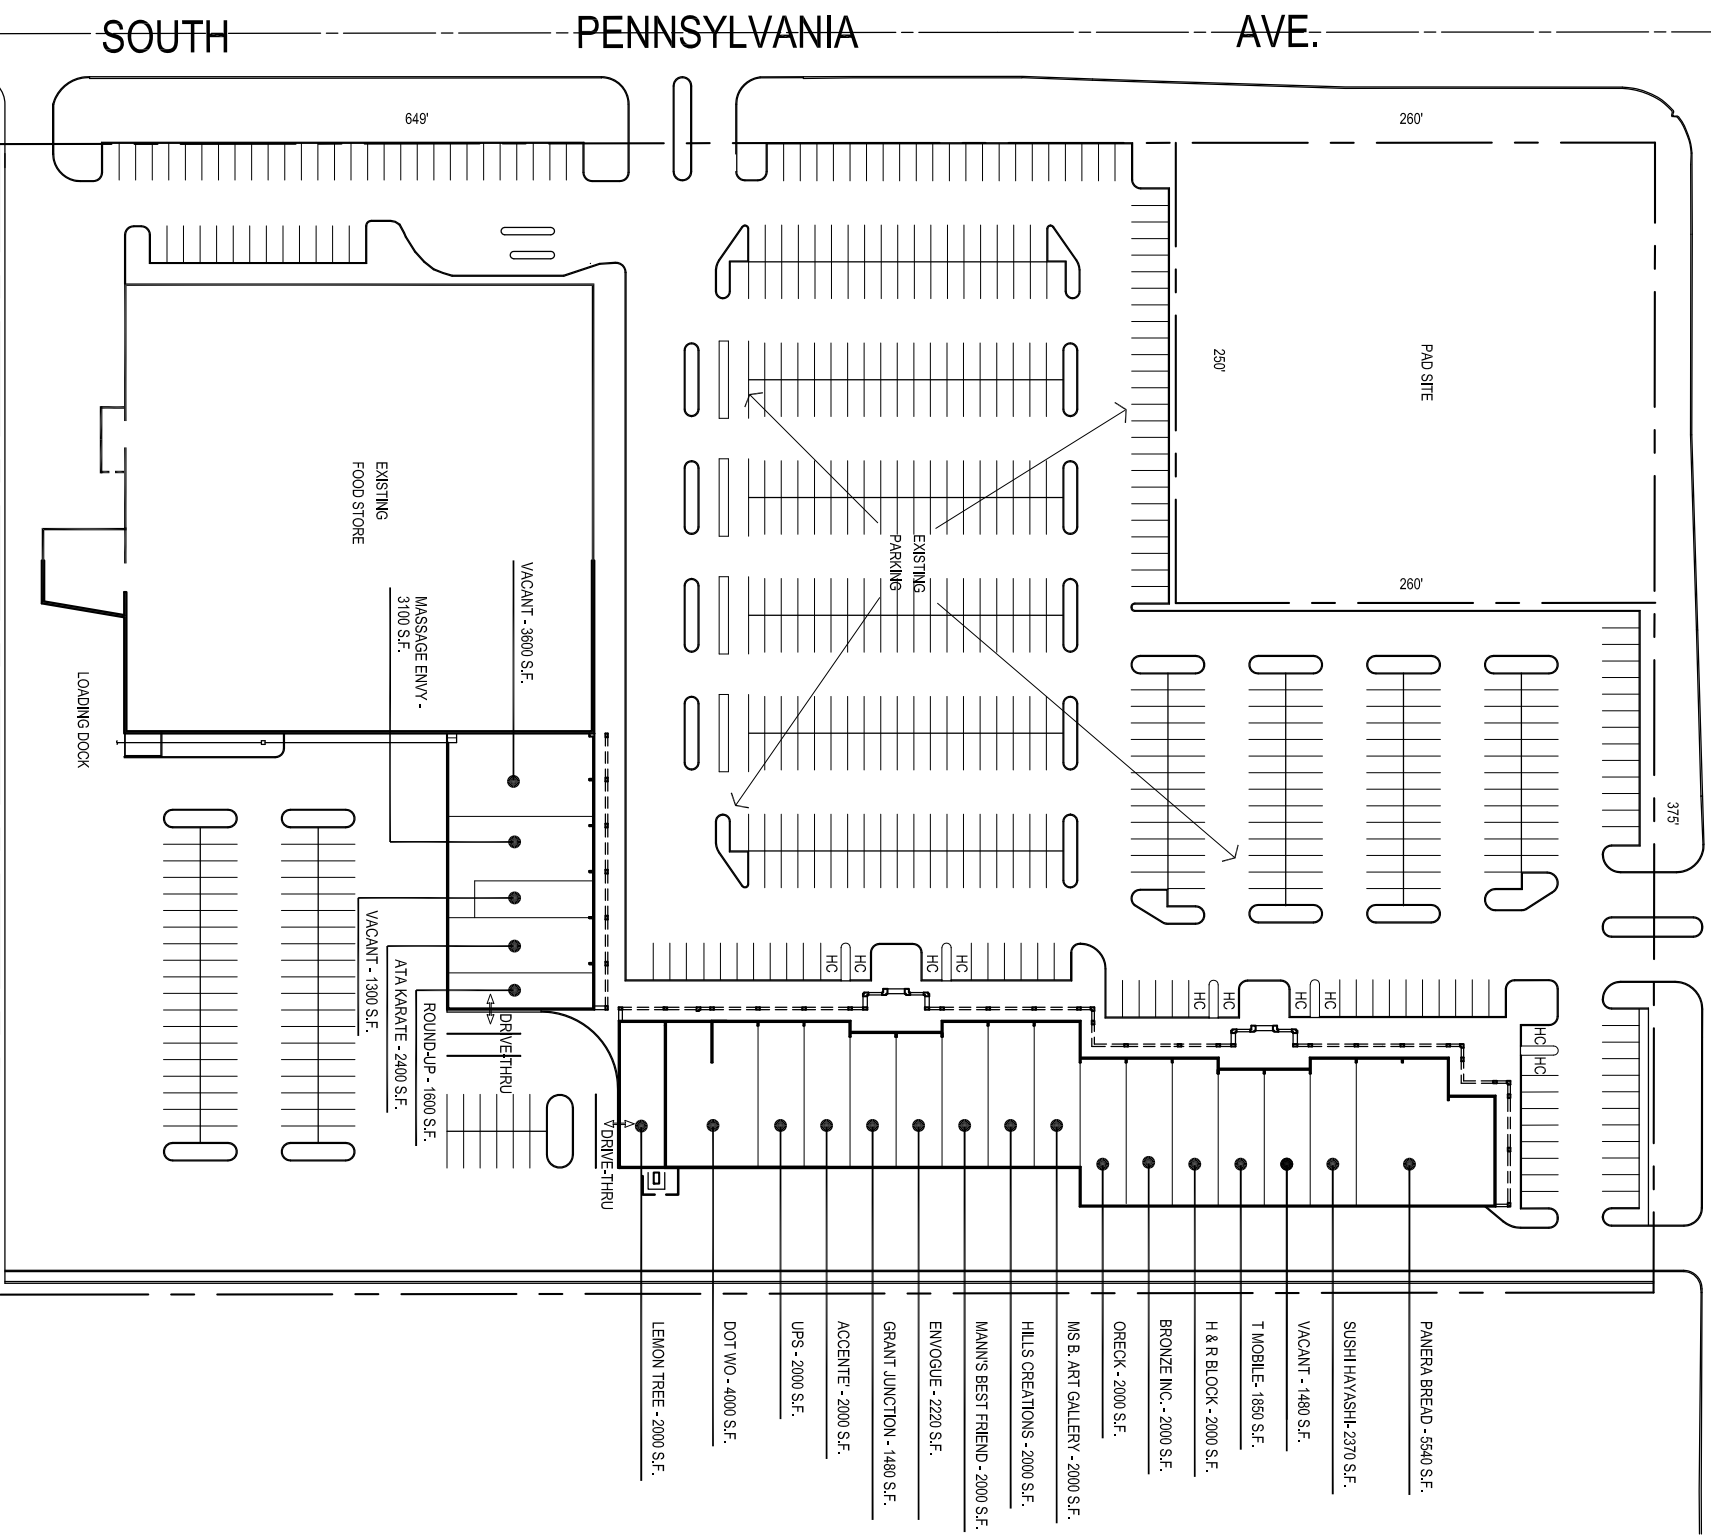 SOUTH PENNSYLVANIA AVE.
649'
260'
PAD SITE
250'
260'
375'
EXISTING
PARKING
EXISTING
FOOD STORE
LOADING DOCK
VACANT - 3600 S.F.
MASSAGE ENVY -
3100 S.F.
VACANT - 1300 S.F.
ATA KARATE - 2400 S.F.
ROUND-UP - 1600 S.F.
DRIVE-THRU
DRIVE-THRU
HC
HC
HC
HC
HC
HC
HC
HC
HC
HC
LEMON TREE - 2000 S.F.
DOT WO - 4000 S.F.
UPS - 2000 S.F.
ACCENTE' - 2000 S.F.
GRANT JUNCTION - 1480 S.F.
ENVOGUE - 2220 S.F.
MANN'S BEST FRIEND - 2000 S.F.
HILLS CREATIONS - 2000 S.F.
MS B. ART GALLERY - 2000 S.F.
ORECK - 2000 S.F.
BRONZE INC. - 2000 S.F.
H & R BLOCK - 2000 S.F.
T MOBILE- 1850 S.F.
VACANT - 1480 S.F.
SUSHI HAYASHI- 2370 S.F.
PANERA BREAD - 5540 S.F.